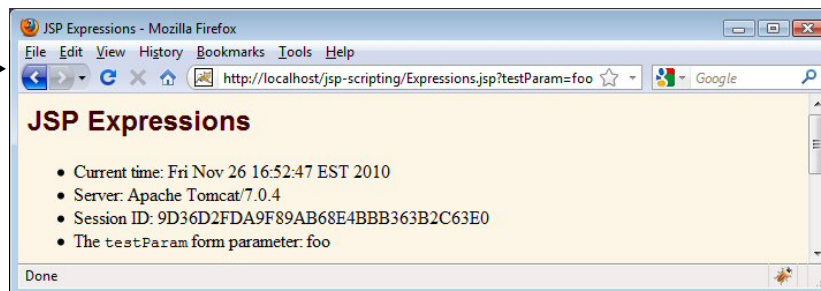 JSP Expressions - Mozilla Firefox
File Edit View History Bookmarks Tools Help
http://localhost/jsp-scripting/Expressions.jsp?testParam=foo Google
JSP Expressions
• Current time: Fri Nov 26 16:52:47 EST 2010
• Server: Apache Tomcat/7.0.4
• Session ID: 9D36D2FDA9F89AB68E4BBB363B2C63E0
• The testParam form parameter: foo
Done